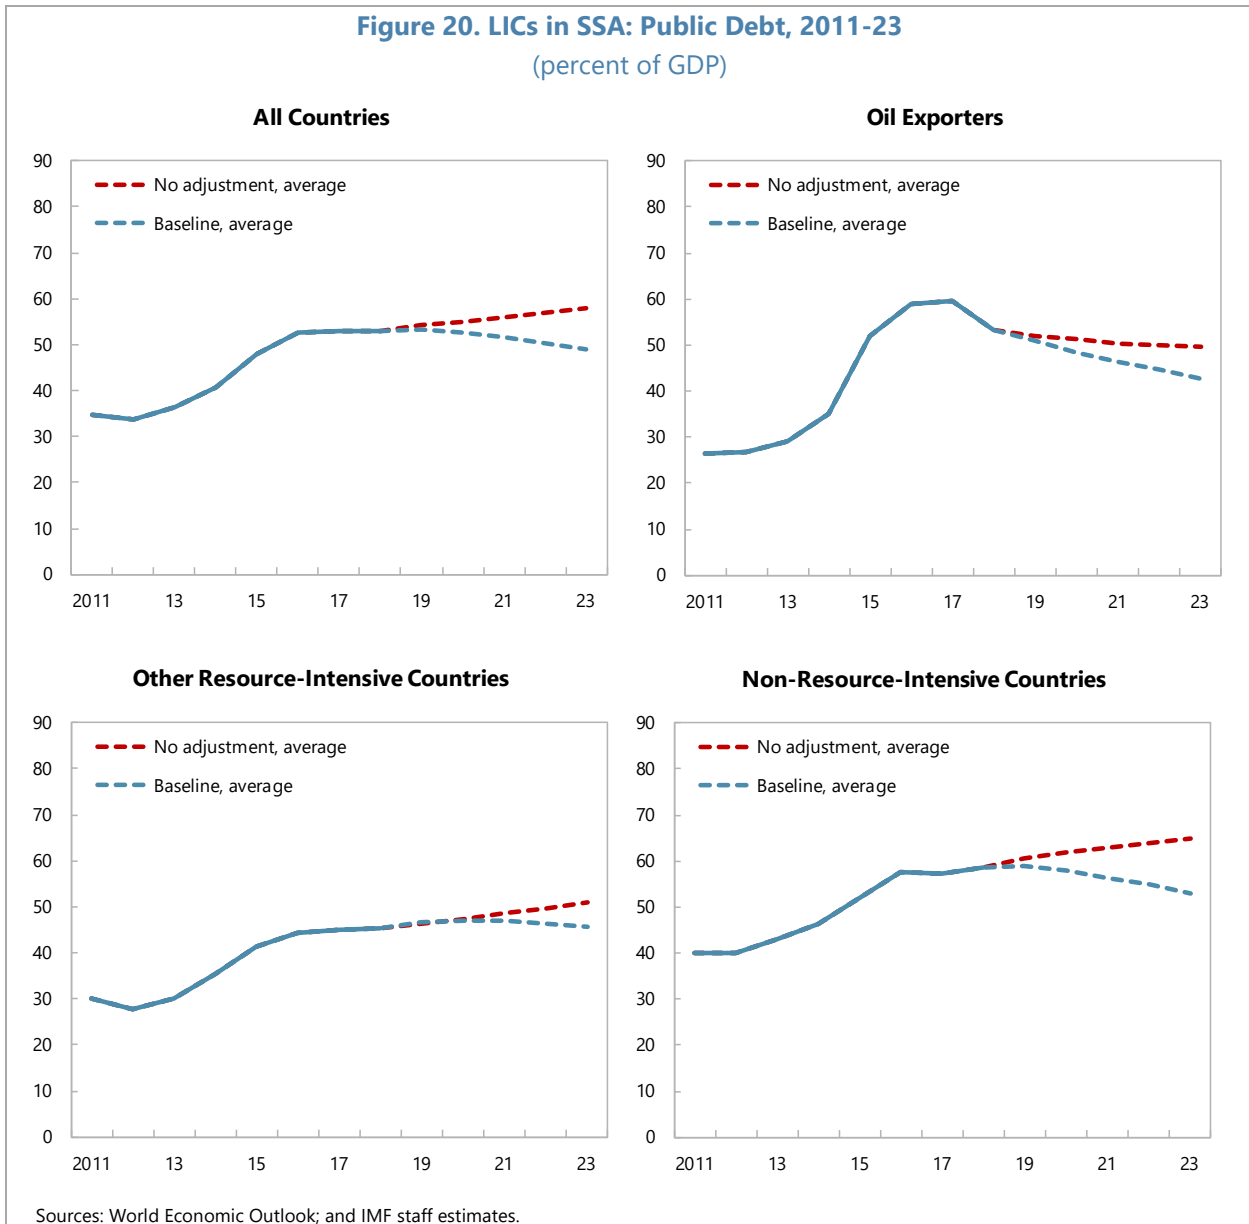 Figure 20. LICs in SSA: Public Debt, 2011-23
(percent of GDP)
All Countries
90
80
70
60
50
40
30
20
10
0
No adjustment, average
Baseline, average
2011 13 15 17 19 21 23
Oil Exporters
90
80
70
60
50
40
30
20
10
0
No adjustment, average
Baseline, average
2011 13 15 17 19 21 23
Other Resource-Intensive Countries
90
80
70
60
50
40
30
20
10
0
No adjustment, average
Baseline, average
2011 13 15 17 19 21 23
Non-Resource-Intensive Countries
90
80
70
60
50
40
30
20
10
0
No adjustment, average
Baseline, average
2011 13 15 17 19 21 23
Sources: World Economic Outlook; and IMF staff estimates.